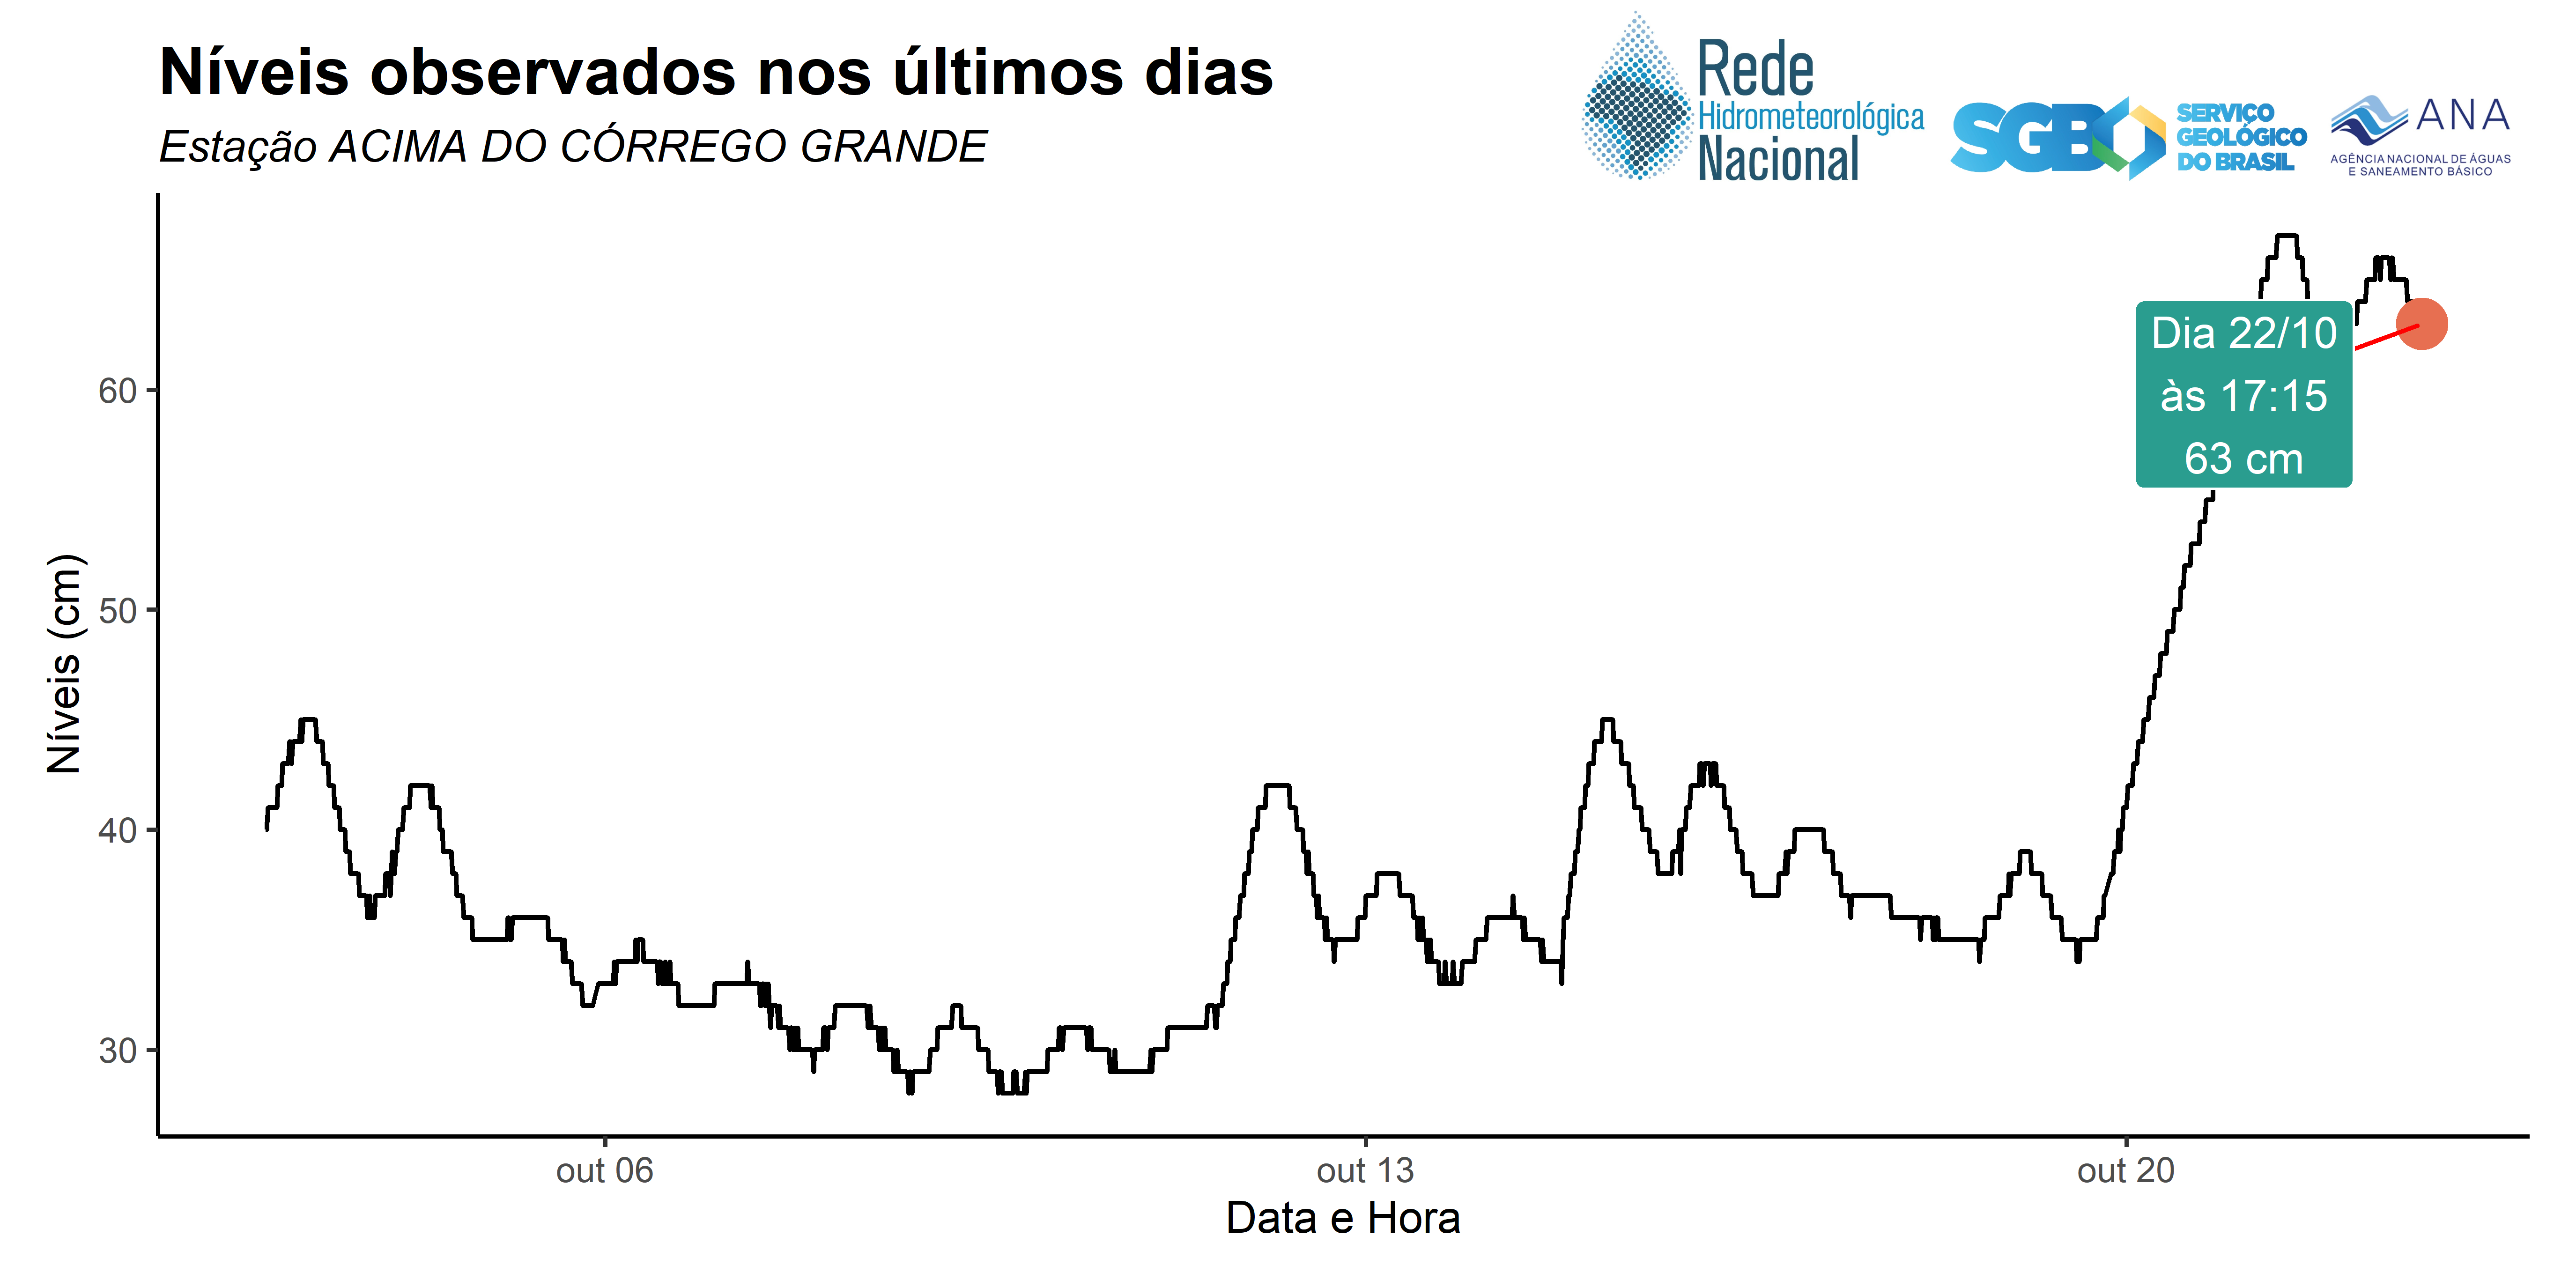 Níveis observados nos últimos dias
Estação ACIMA DO CÓRREGO GRANDE
Rede
Hidrometeorológica
Nacional
SGB
SERVIÇO
GEOLÓGICO
DO BRASIL
ANA
AGÊNCIA NACIONAL DE ÁGUAS
E SANEAMENTO BÁSICO
Níveis (cm)
60
50
40
30
Dia 22/10
às 17:15
63 cm
out 06
out 13
out 20
Data e Hora